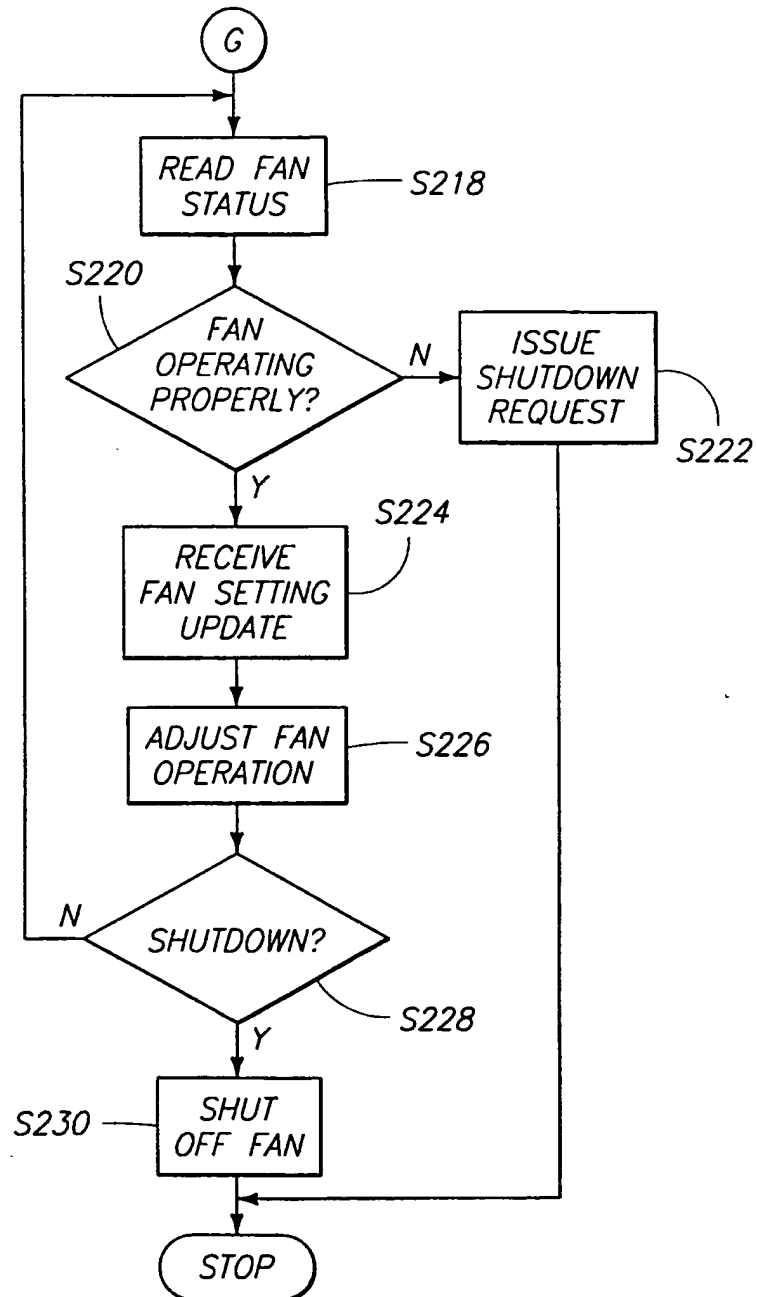 G
READ FAN
STATUS
S218
S220
FAN
OPERATING
PROPERLY?
N
ISSUE
SHUTDOWN
REQUEST
S222
Y
S224
RECEIVE
FAN SETTING
UPDATE
ADJUST FAN
OPERATION
S226
N
SHUTDOWN?
S228
Y
S230
SHUT
OFF FAN
STOP